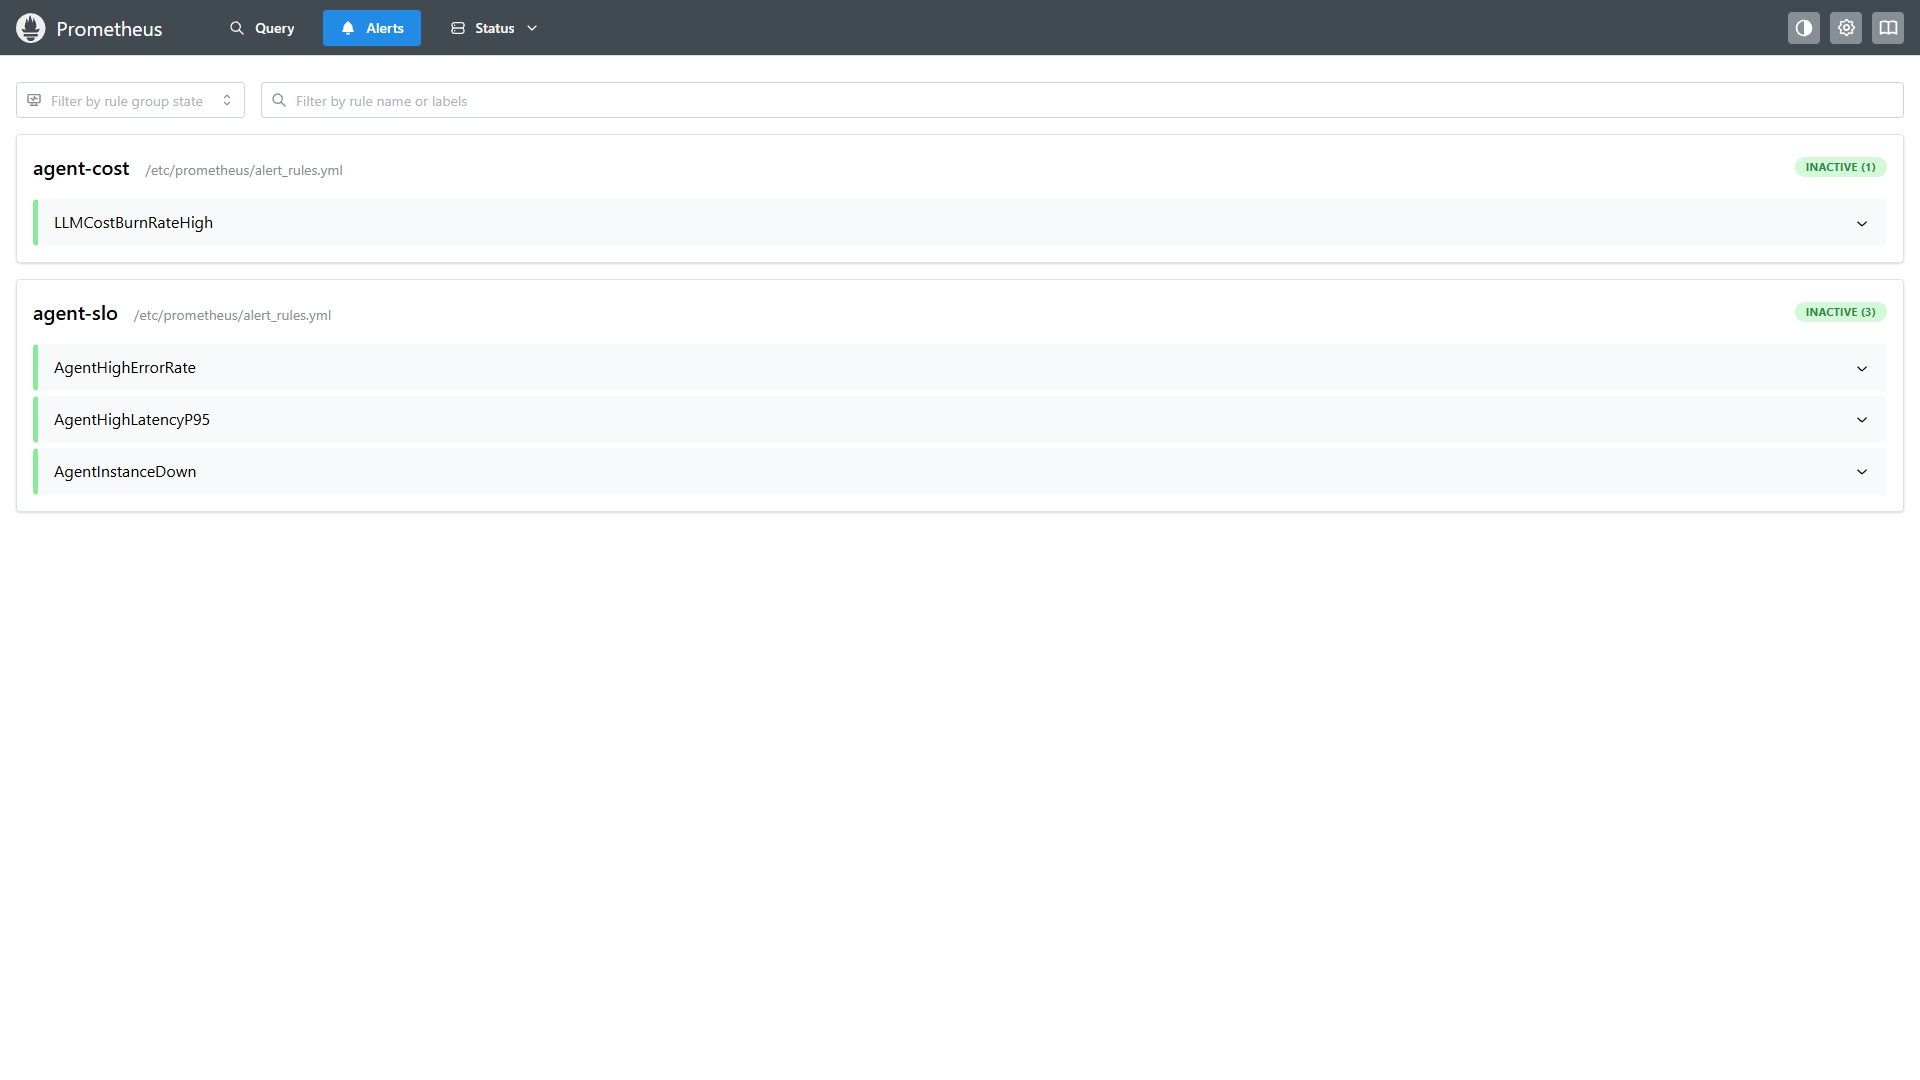 Prometheus Query Alerts Status
Filter by rule group state Filter by rule name or labels
agent-cost /etc/prometheus/alert_rules.yml INACTIVE (1)
LLMCostBurnRateHigh
agent-slo /etc/prometheus/alert_rules.yml INACTIVE (3)
AgentHighErrorRate
AgentHighLatencyP95
AgentInstanceDown